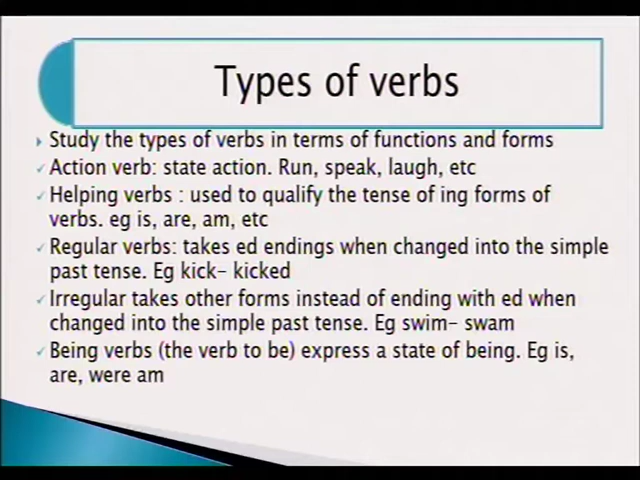 Types of verbs
Study the types of verbs in terms of functions and forms
Action verb: state action. Run, speak, laugh, etc
Helping verbs : used to qualify the tense of ing forms of
verbs. eg is, are, am, etc
Regular verbs: takes ed endings when changed into the simple
past tense. Eg kick- kicked
Irregular takes other forms instead of ending with ed when
changed into the simple past tense. Eg swim- swam
Being verbs (the verb to be) express a state of being. Eg is,
are, were am